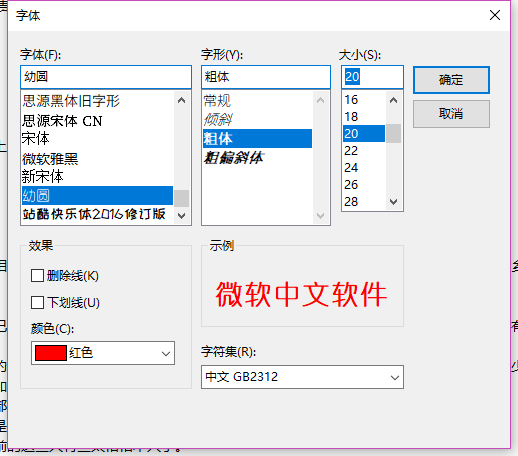 字体
字体(F):
字形(Y):
大小(S):
幼圆
粗体
20
确定
取消
思源黑体旧字形
思源宋体 CN
宋体
微软雅黑
新宋体
幼圆
站酷快乐体2016修订版
常规
倾斜
粗体
粗偏斜体
16
18
20
22
24
26
28
效果
删除线(K)
下划线(U)
颜色(C):
红色
示例
微软中文软件
字符集(R):
中文 GB2312